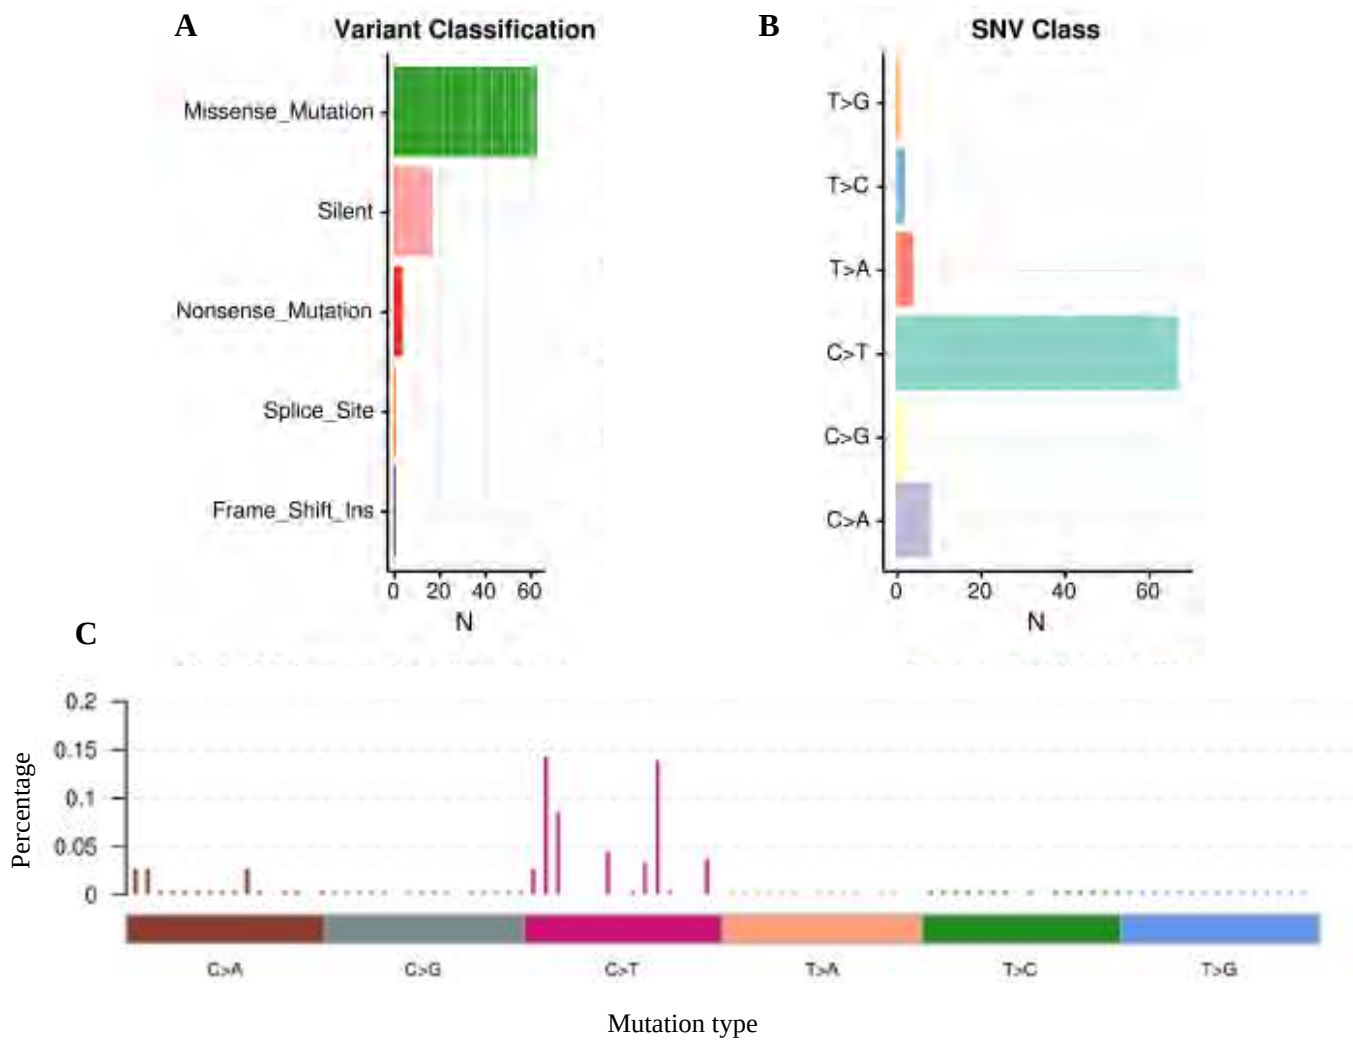 A
Variant Classification
Missense_Mutation
Silent
Nonsense_Mutation
Splice_Site
Frame_Shift_Ins
0 20 40 60
N
B
SNV Class
T>G
T>C
T>A
C>T
C>G
C>A
0 20 40 60
N
C
Percentage
0.2
0.15
0.1
0.05
0
C>A C>G C>T T>A T>C T>G
Mutation type